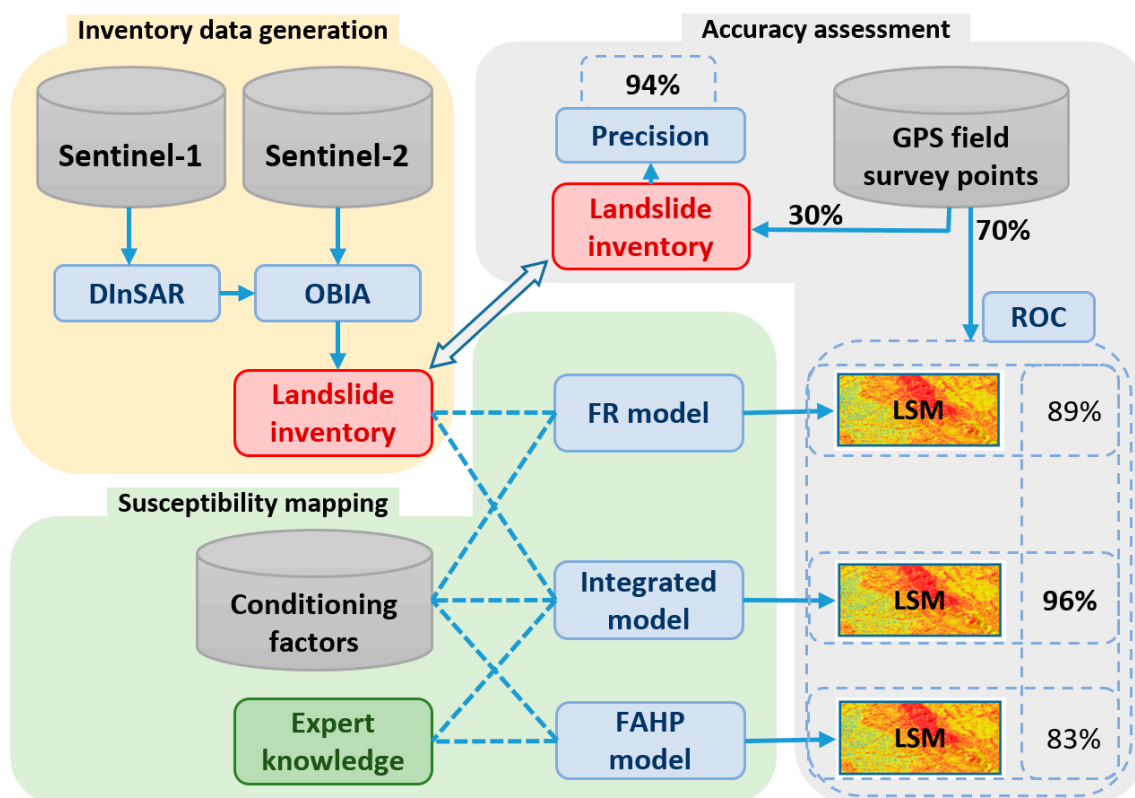 Inventory data generation
Sentinel-1
Sentinel-2
DInSAR
OBIA
Landslide
inventory
Accuracy assessment
94%
Precision
Landslide
inventory
GPS field
survey points
30%
70%
ROC
Susceptibility mapping
Conditioning
factors
Expert
knowledge
FR model
Integrated
model
FAHP
model
LSM
89%
LSM
96%
LSM
83%